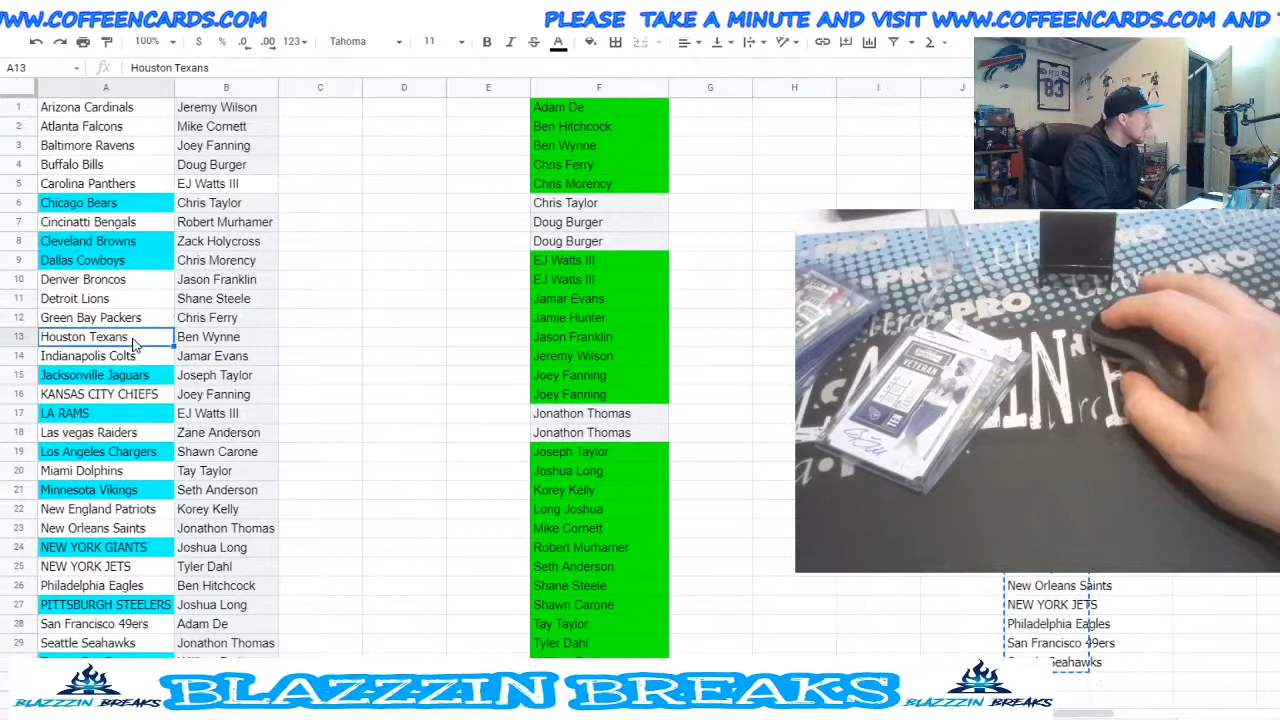 WWW.COFFEENCARDS.COM PLEASE TAKE A MINUTE AND VISIT WWW.COFFEENCARDS.COM AND
100% $ % .0 .00 123 Tahoma 11 B I S A
A13 fx Houston Texans
A B C D E F G H I J
1 Arizona Cardinals Jeremy Wilson Adam De
2 Atlanta Falcons Mike Cornett Ben Hitchcock
3 Baltimore Ravens Joey Fanning Ben Wynne
4 Buffalo Bills Doug Burger Chris Ferry
5 Carolina Panthers EJ Watts III Chris Morency
6 Chicago Bears Chris Taylor Chris Taylor
7 Cincinatti Bengals Robert Murhamer Doug Burger
8 Cleveland Browns Zack Holycross Doug Burger
9 Dallas Cowboys Chris Morency EJ Watts III
10 Denver Broncos Jason Franklin EJ Watts III
11 Detroit Lions Shane Steele Jamar Evans
12 Green Bay Packers Chris Ferry Jamie Hunter
13 Houston Texans Ben Wynne Jason Franklin
14 Indianapolis Colts Jamar Evans Jeremy Wilson
15 Jacksonville Jaguars Joseph Taylor Joey Fanning
16 KANSAS CITY CHIEFS Joey Fanning Joey Fanning
17 LA RAMS EJ Watts III Jonathon Thomas
18 Las vegas Raiders Zane Anderson Jonathon Thomas
19 Los Angeles Chargers Shawn Carone Joseph Taylor
20 Miami Dolphins Tay Taylor Joshua Long
21 Minnesota Vikings Seth Anderson Korey Kelly
22 New England Patriots Korey Kelly Long Joshua
23 New Orleans Saints Jonathon Thomas Mike Cornett
24 NEW YORK GIANTS Joshua Long Robert Murhamer
25 NEW YORK JETS Tyler Dahl Seth Anderson
26 Philadelphia Eagles Ben Hitchcock Shane Steele New Orleans Saints
27 PITTSBURGH STEELERS Joshua Long Shawn Carone NEW YORK JETS
28 San Francisco 49ers Adam De Tay Taylor Philadelphia Eagles
29 Seattle Seahawks Jonathon Thomas Tyler Dahl San Francisco 49ers
Seahawks
83
PRO
PRO
PRO
VETERAN
TEN
BLAZZZIN BREAKS BLAZZZIN BREAKS BLAZZZIN BREAKS